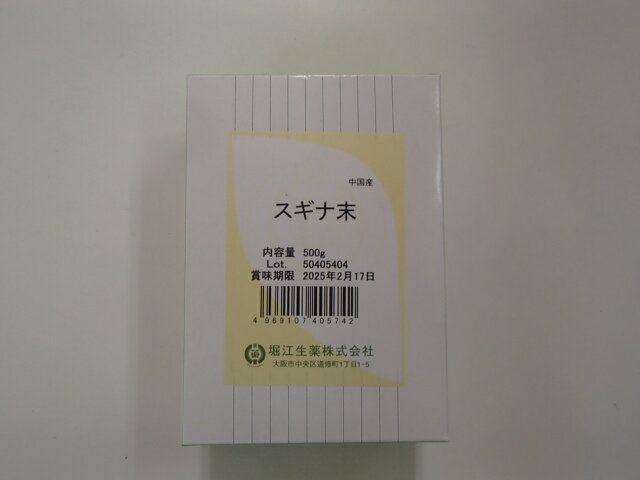 中国産
スギナ末
内容量 500g
Lot. 50405404
賞味期限 2025年2月17日
4 969107 405742
堀江生薬株式会社
大阪市中央区道修町1丁目1-5